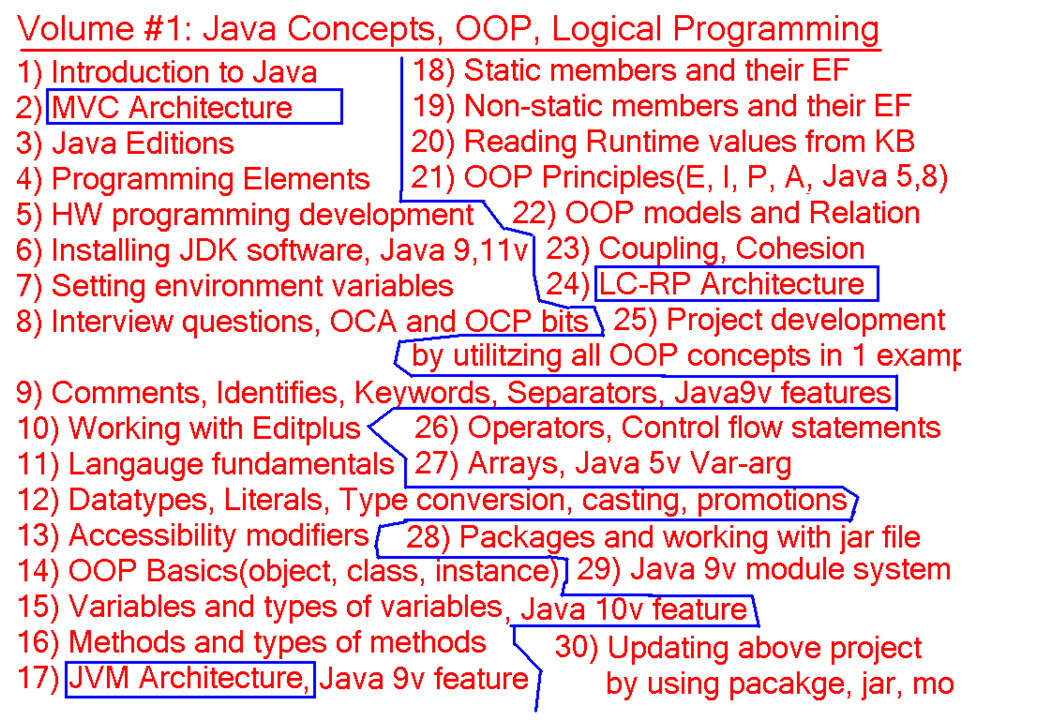 Volume #1: Java Concepts, OOP, Logical Programming
1) Introduction to Java
2) MVC Architecture
3) Java Editions
4) Programming Elements
5) HW programming development
6) Installing JDK software, Java 9,11v
7) Setting environment variables
8) Interview questions, OCA and OCP bits
9) Comments, Identifies, Keywords, Separators, Java9v features
10) Working with Editplus
11) Langauge fundamentals
12) Datatypes, Literals, Type conversion, casting, promotions
13) Accessibility modifiers
14) OOP Basics(object, class, instance)
15) Variables and types of variables, Java 10v feature
16) Methods and types of methods
17) JVM Architecture, Java 9v feature
18) Static members and their EF
19) Non-static members and their EF
20) Reading Runtime values from KB
21) OOP Principles(E, I, P, A, Java 5,8)
22) OOP models and Relation
23) Coupling, Cohesion
24) LC-RP Architecture
25) Project development
by utilitzing all OOP concepts in 1 examp
26) Operators, Control flow statements
27) Arrays, Java 5v Var-arg
28) Packages and working with jar file
29) Java 9v module system
30) Updating above project
by using pacakge, jar, mo